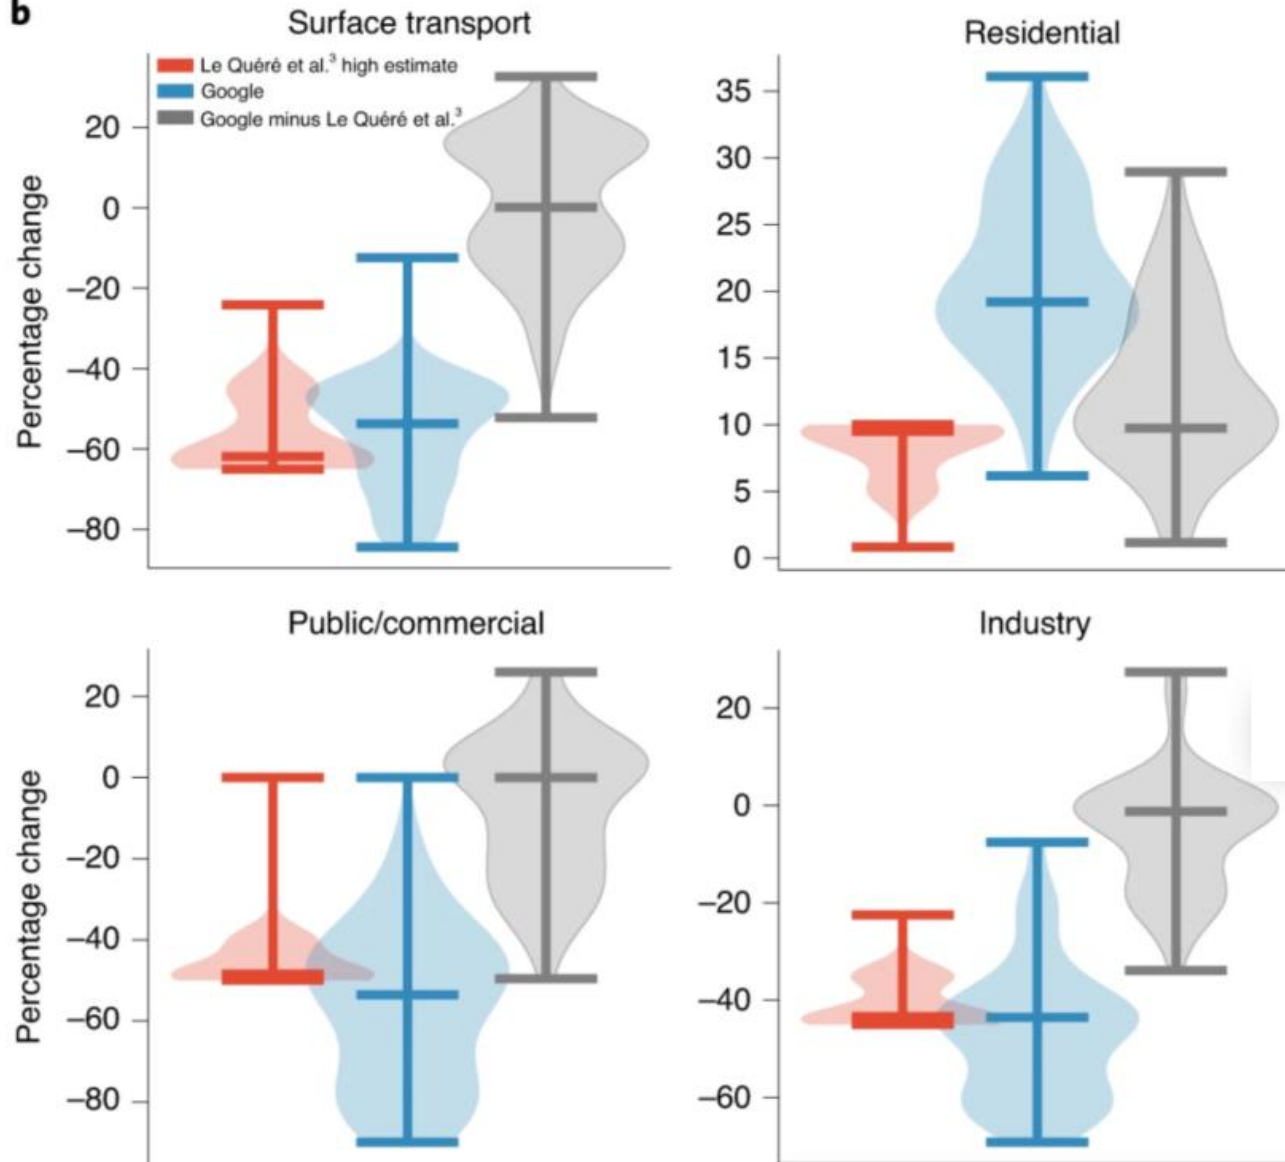 b
Surface transport
Le Quéré et al.³ high estimate
Google
Google minus Le Quéré et al.³
Percentage change
20
0
−20
−40
−60
−80
Residential
35
30
25
20
15
10
5
0
Public/commercial
Percentage change
20
0
−20
−40
−60
−80
Industry
20
0
−20
−40
−60